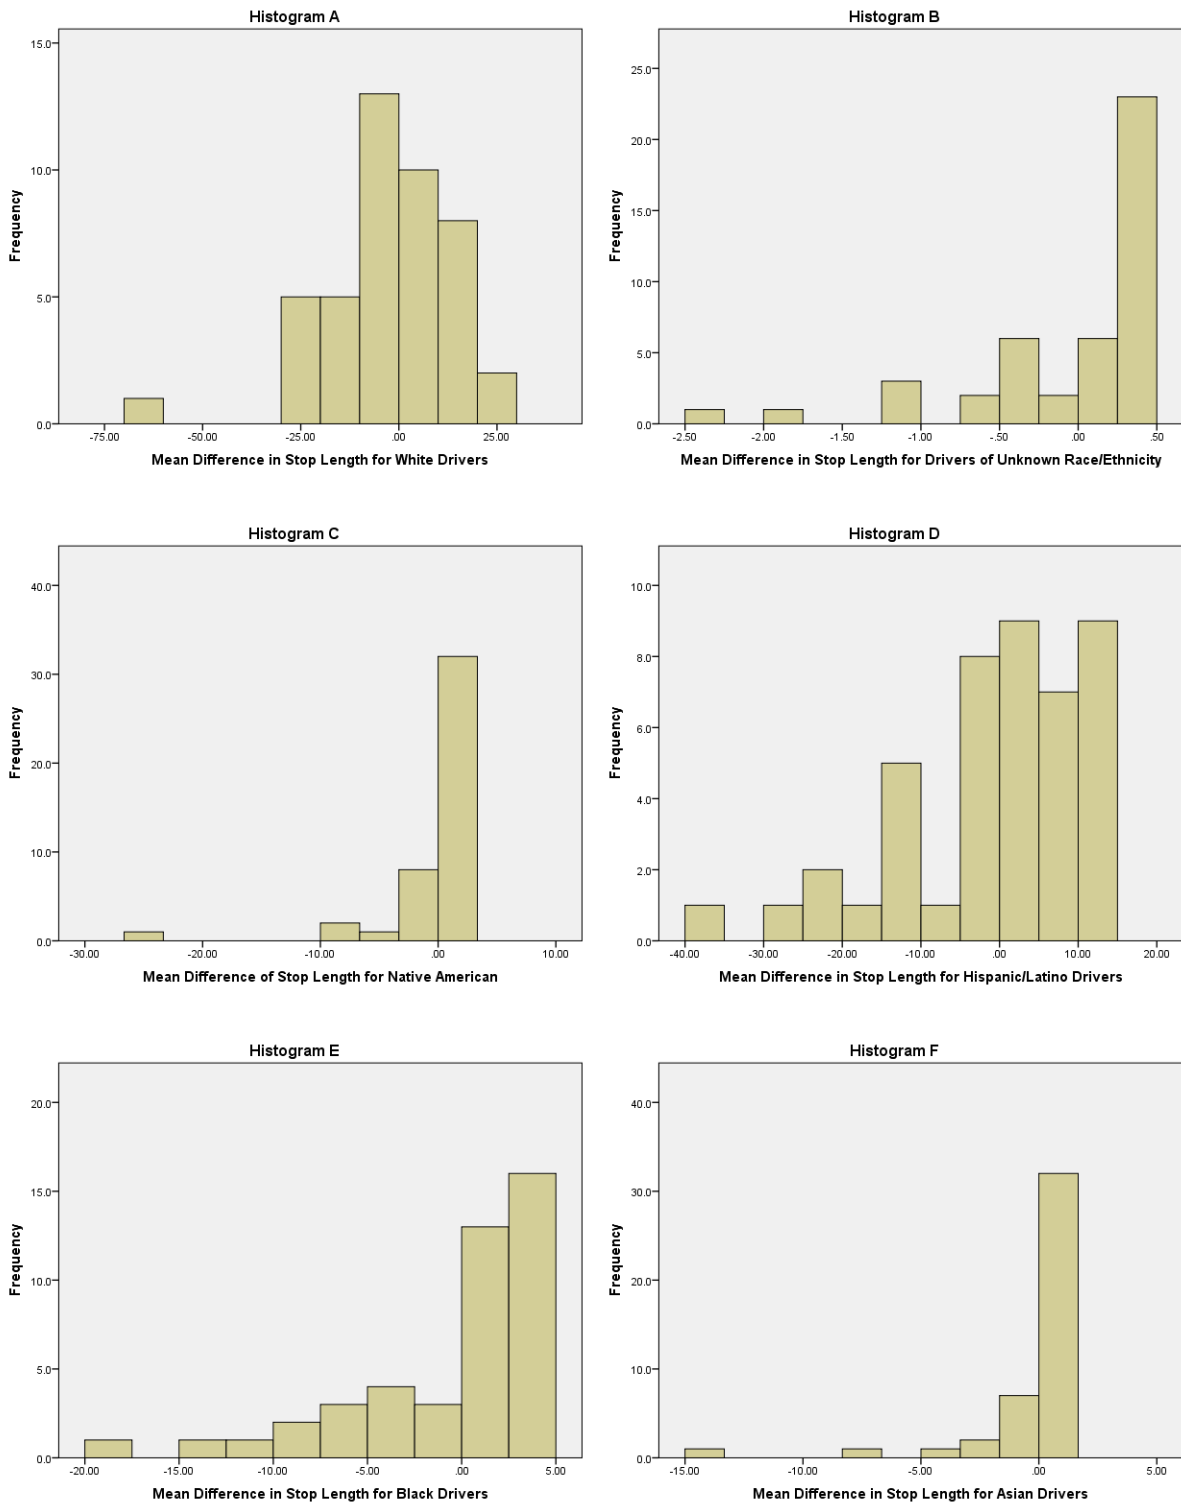 Histogram A
15.0
10.0
5.0
0.0
Frequency
-75.00 -50.00 -25.00 .00 25.00
Mean Difference in Stop Length for White Drivers
Histogram B
25.0
20.0
15.0
10.0
5.0
0.0
Frequency
-2.50 -2.00 -1.50 -1.00 -.50 .00 .50
Mean Difference in Stop Length for Drivers of Unknown Race/Ethnicity
Histogram C
40.0
30.0
20.0
10.0
0.0
Frequency
-30.00 -20.00 -10.00 .00 10.00
Mean Difference of Stop Length for Native American
Histogram D
10.0
8.0
6.0
4.0
2.0
0.0
Frequency
-40.00 -30.00 -20.00 -10.00 .00 10.00 20.00
Mean Difference in Stop Length for Hispanic/Latino Drivers
Histogram E
20.0
15.0
10.0
5.0
0.0
Frequency
-20.00 -15.00 -10.00 -5.00 .00 5.00
Mean Difference in Stop Length for Black Drivers
Histogram F
40.0
30.0
20.0
10.0
0.0
Frequency
-15.00 -10.00 -5.00 .00 5.00
Mean Difference in Stop Length for Asian Drivers